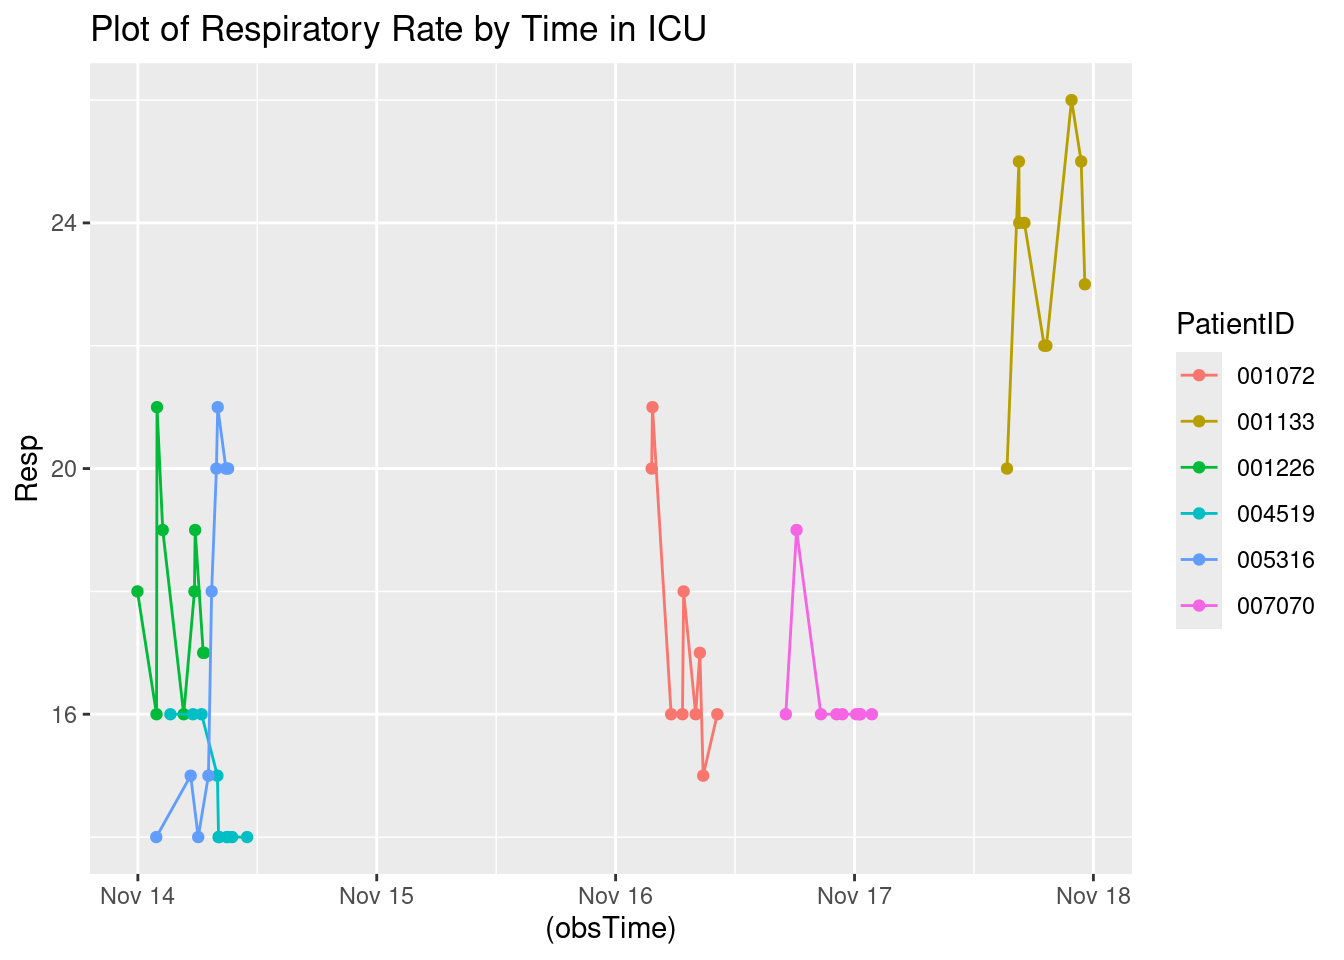 Plot of Respiratory Rate by Time in ICU
24
20
16
Resp
Nov 14
Nov 15
Nov 16
Nov 17
Nov 18
(obsTime)
PatientID
001072
001133
001226
004519
005316
007070